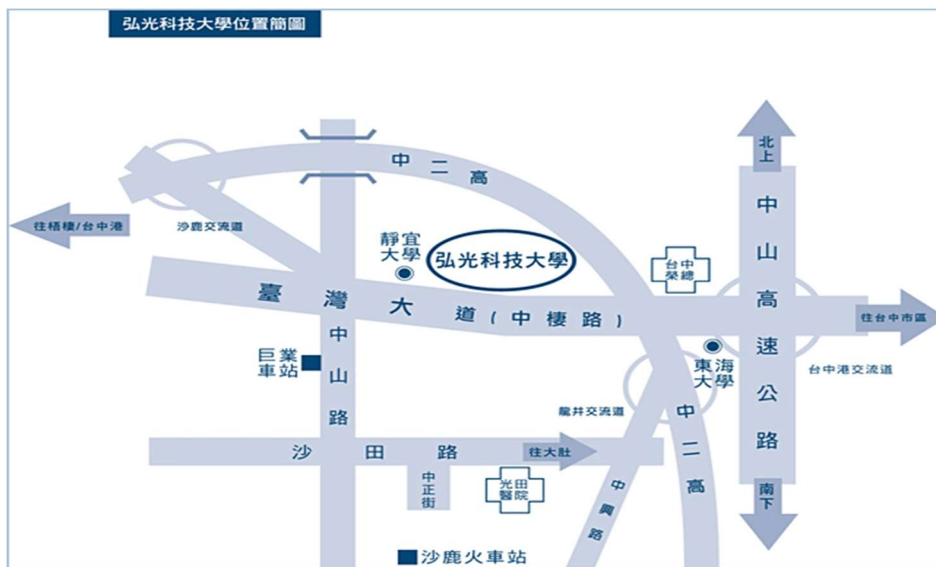 弘光科技大學位置簡圖
北上
中山高速公路
南下
中二高
往梧棲/台中港
沙鹿交流道
靜宜
大學
弘光科技大學
台中
榮總
臺灣大道(中棲路)
往台中市區
中山路
巨業
車站
東海
大學
台中港交流道
龍井交流道
中二高
沙田路
往大肚
中正街
光田
醫院
中興路
沙鹿火車站